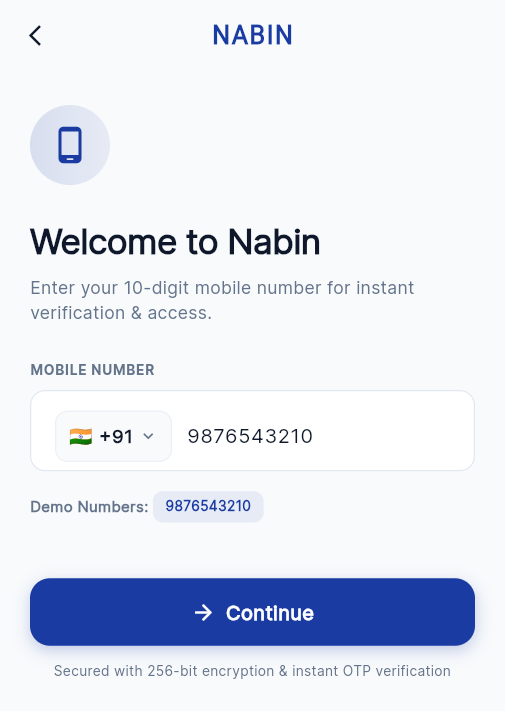 NABIN
Welcome to Nabin
Enter your 10-digit mobile number for instant
verification & access.
MOBILE NUMBER
+91 9876543210
Demo Numbers: 9876543210
Continue
Secured with 256-bit encryption & instant OTP verification